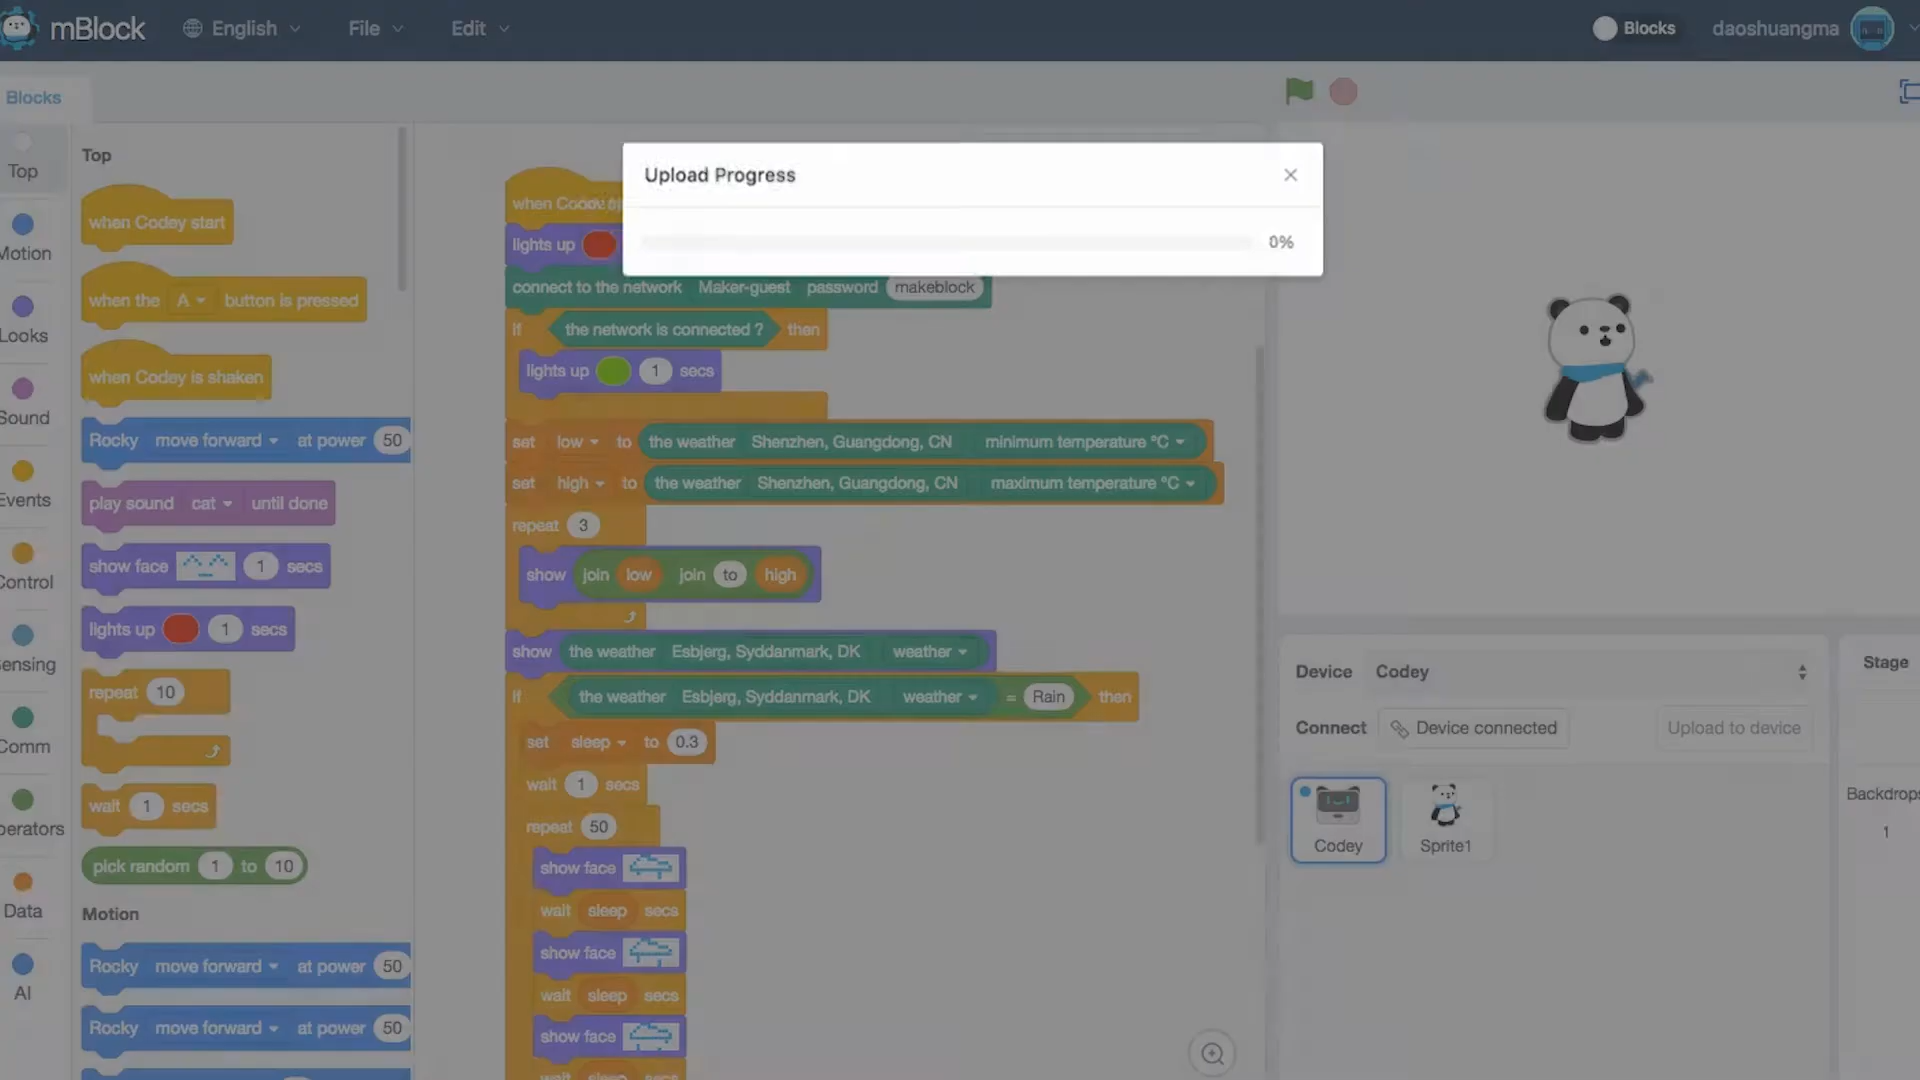 mBlock English File Edit Blocks daoshuangma
Blocks
Top
Motion
Looks
Sound
Events
Control
ensing
Comm
perators
Data
AI
Top
when Codey start
when the A button is pressed
when Codey is shaken
Rocky move forward at power 50
play sound cat until done
show face 1 secs
lights up 1 secs
repeat 10
wait 1 secs
pick random 1 to 10
Motion
Rocky move forward at power 50
Rocky move forward at power 50
Upload Progress
0%
when Codey
lights up
connect to the network Maker-guest password makeblock
if the network is connected ? then
lights up 1 secs
set low to the weather Shenzhen, Guangdong, CN minimum temperature °C
set high to the weather Shenzhen, Guangdong, CN maximum temperature °C
repeat 3
show join low join to high
show the weather Esbjerg, Syddanmark, DK weather
if the weather Esbjerg, Syddanmark, DK weather = Rain then
set sleep to 0.3
wait 1 secs
repeat 50
show face
wait sleep secs
show face
wait sleep secs
show face
wait sleep secs
Device Codey
Connect Device connected Upload to device
Codey Sprite1
Stage
Backdrops
1